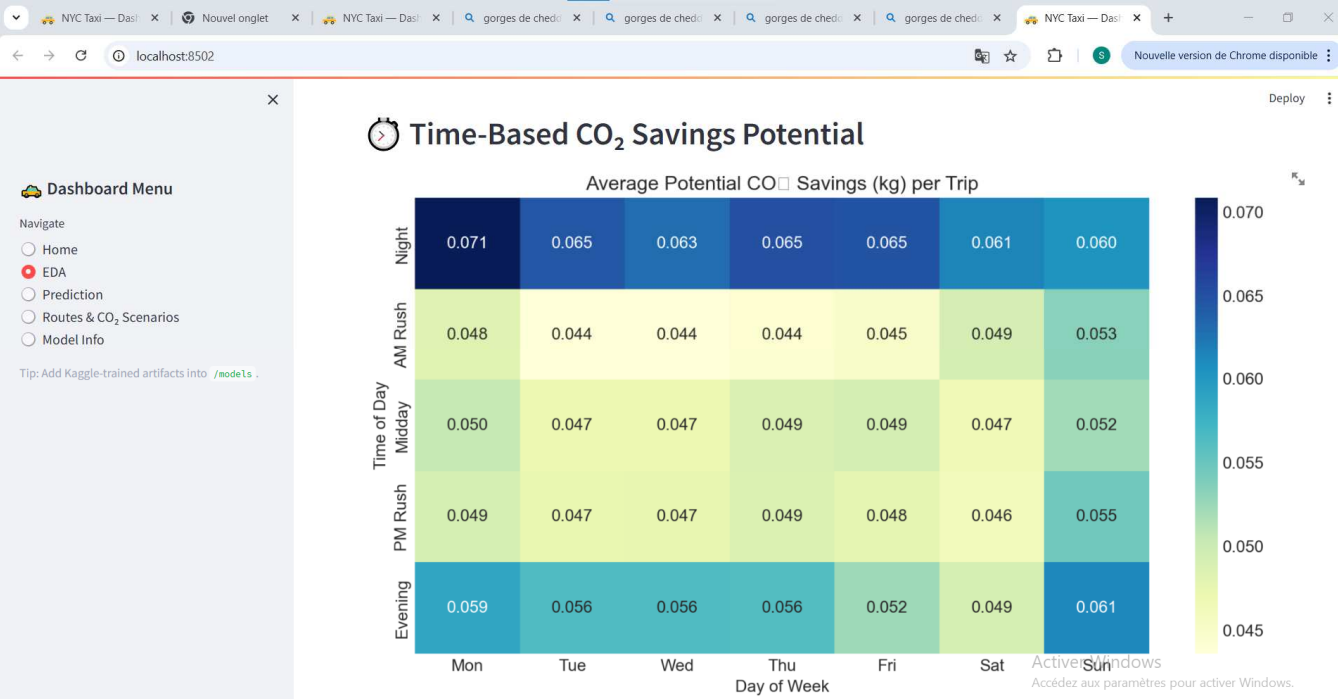 NYC Taxi — Dash
Nouvel onglet
NYC Taxi — Dash
gorges de chedd
gorges de chedd
gorges de chedd
gorges de chedd
NYC Taxi — Dash
localhost:8502
S
Nouvelle version de Chrome disponible
Deploy
Dashboard Menu
Navigate
Home
EDA
Prediction
Routes & CO₂ Scenarios
Model Info
Tip: Add Kaggle-trained artifacts into /models .
Time-Based CO₂ Savings Potential
Average Potential CO□ Savings (kg) per Trip
Time of Day
Night 0.071 0.065 0.063 0.065 0.065 0.061 0.060
AM Rush 0.048 0.044 0.044 0.044 0.045 0.049 0.053
Midday 0.050 0.047 0.047 0.049 0.049 0.047 0.052
PM Rush 0.049 0.047 0.047 0.049 0.048 0.046 0.055
Evening 0.059 0.056 0.056 0.056 0.052 0.049 0.061
Mon Tue Wed Thu Fri Sat Sun
Day of Week
0.070
0.065
0.060
0.055
0.050
0.045
Activer Windows
Accédez aux paramètres pour activer Windows.